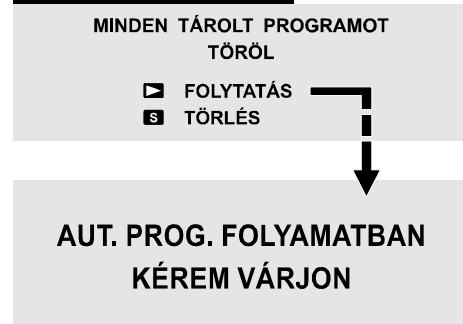 MINDEN TÁROLT PROGRAMOT
TÖRÖL
FOLYTATÁS
S TÖRLÉS
AUT. PROG. FOLYAMATBAN
KÉREM VÁRJON